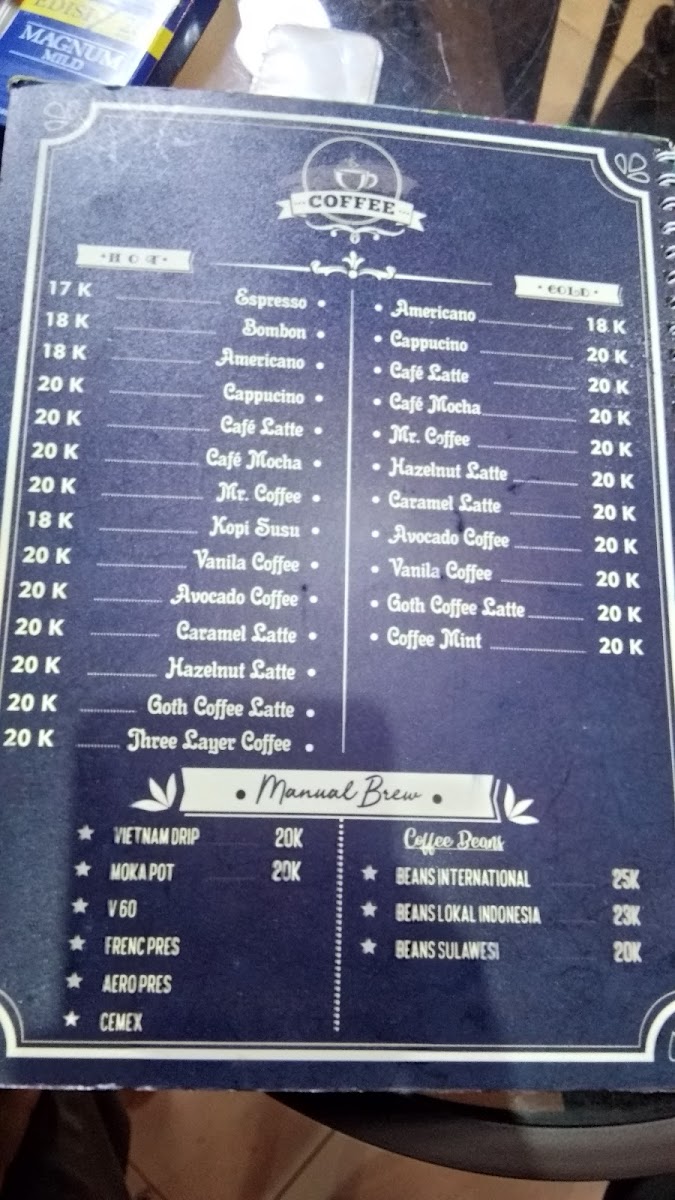 EDISI
MAGNUM
MILD
COFFEE
HOT
17 K Espresso
18 K Bombon
18 K Americano
20 K Cappucino
20 K Café Latte
20 K Café Mocha
20 K Mr. Coffee
18 K Kopi Susu
20 K Vanila Coffee
20 K Avocado Coffee
20 K Caramel Latte
20 K Hazelnut Latte
20 K Goth Coffee Latte
20 K Three Layer Coffee
COLD
Americano 18 K
Cappucino 20 K
Café Latte 20 K
Café Mocha 20 K
Mr. Coffee 20 K
Hazelnut Latte 20 K
Caramel Latte 20 K
Avocado Coffee 20 K
Vanila Coffee 20 K
Goth Coffee Latte 20 K
Coffee Mint 20 K
Manual Brew
VIETNAM DRIP 20K
MOKA POT 20K
V 60
FRENC PRES
AERO PRES
CEMEX
Coffee Beans
BEANS INTERNATIONAL 25K
BEANS LOKAL INDONESIA 23K
BEANS SULAWESI 20K